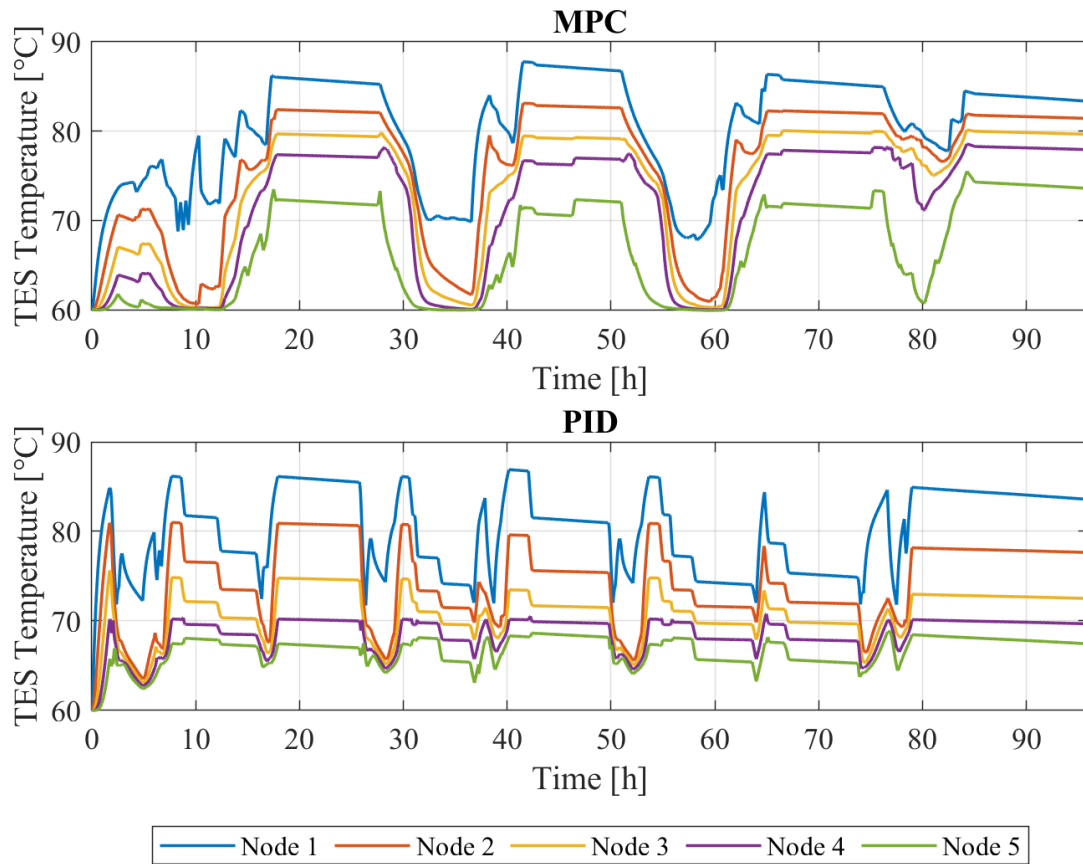 MPC
TES Temperature [°C]
90
80
70
60
0 10 20 30 40 50 60 70 80 90
Time [h]
PID
TES Temperature [°C]
90
80
70
60
0 10 20 30 40 50 60 70 80 90
Time [h]
Node 1 Node 2 Node 3 Node 4 Node 5